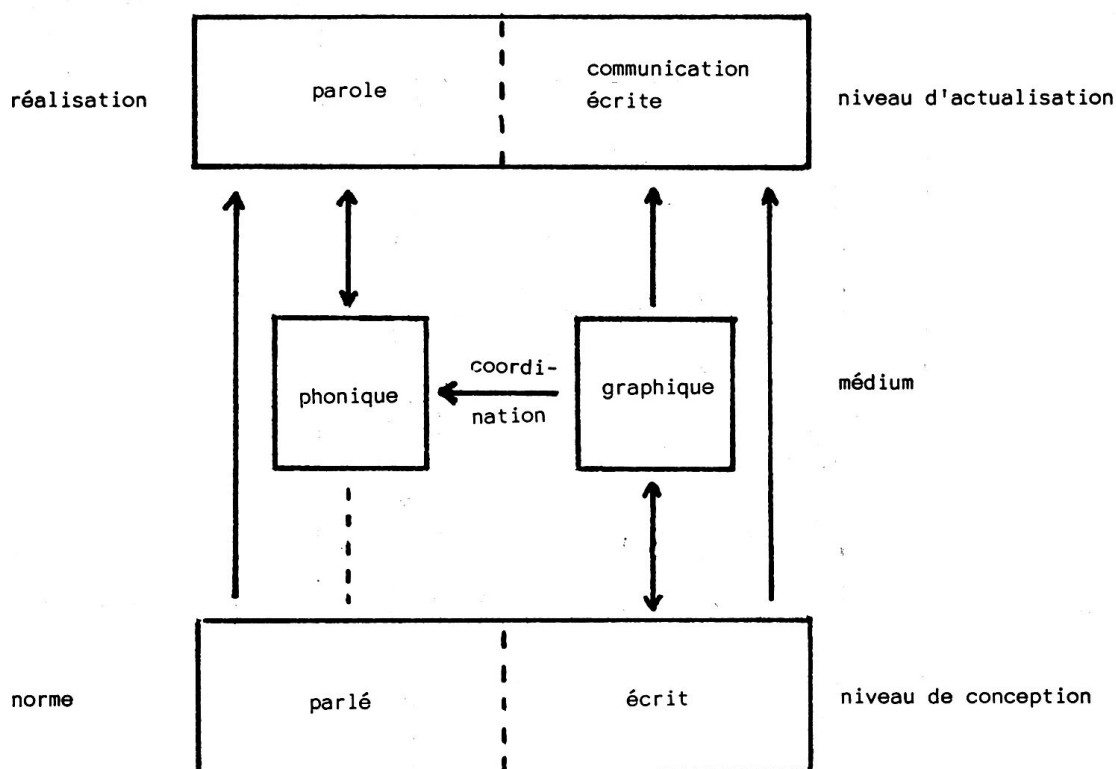 réalisation
parole
communication
écrite
niveau d'actualisation
phonique
coordi-
nation
graphique
médium
norme
parlé
écrit
niveau de conception